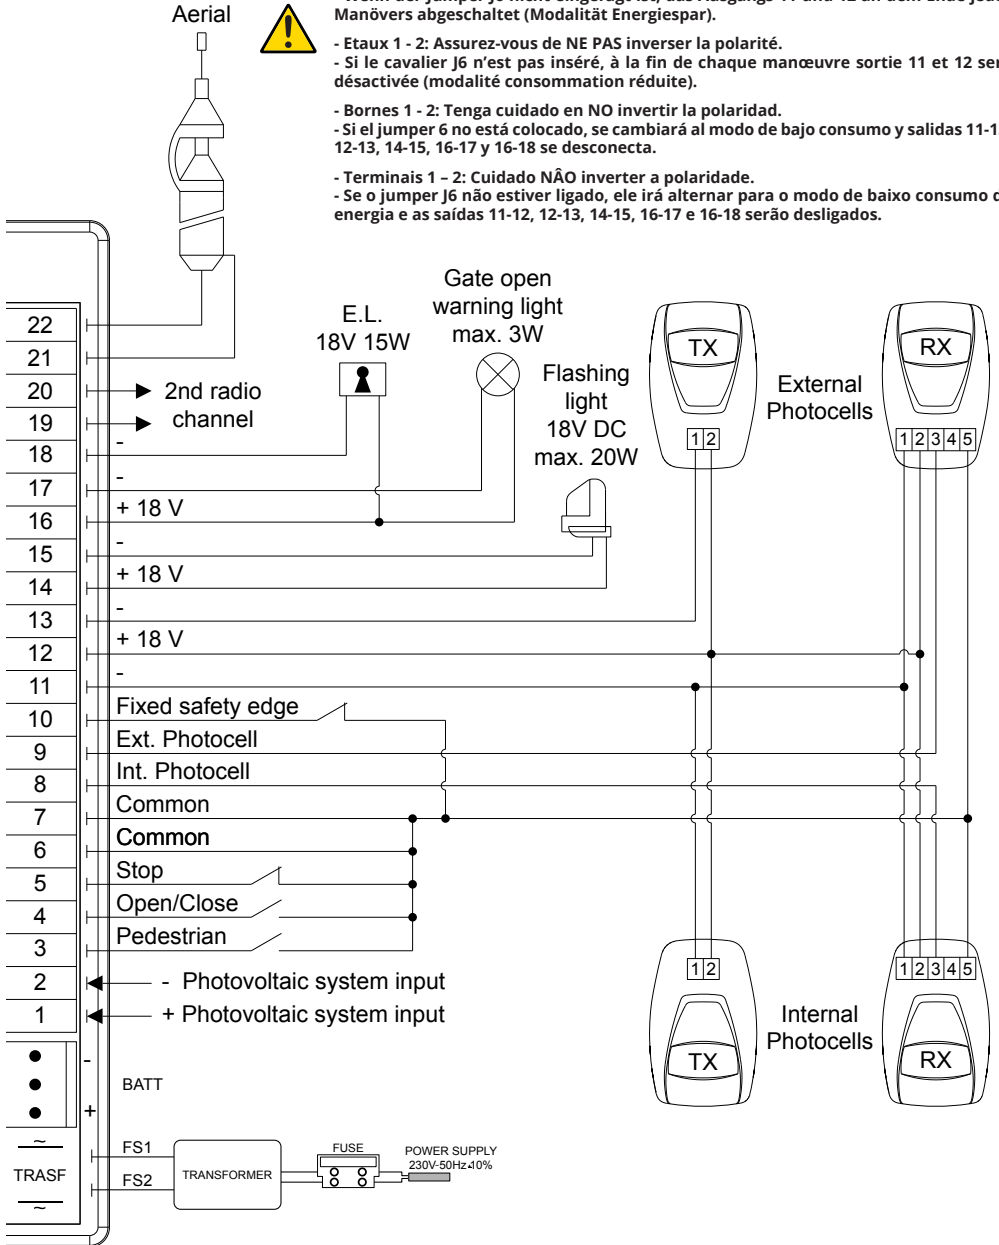 Manövers abgeschaltet (Modalität Energiespar).
- Etaux 1 - 2: Assurez-vous de NE PAS inverser la polarité.
- Si le cavalier J6 n’est pas inséré, à la fin de chaque manœuvre sortie 11 et 12 ser
désactivée (modalité consommation réduite).
- Bornes 1 - 2: Tenga cuidado en NO invertir la polaridad.
- Si el jumper 6 no está colocado, se cambiará al modo de bajo consumo y salidas 11-1
12-13, 14-15, 16-17 y 16-18 se desconecta.
- Terminais 1 – 2: Cuidado NÂO inverter a polaridade.
- Se o jumper J6 não estiver ligado, ele irá alternar para o modo de baixo consumo d
energia e as saídas 11-12, 12-13, 14-15, 16-17 e 16-18 serão desligados.
Aerial
22
21
20
19
18
17
16
15
14
13
12
11
10
9
8
7
6
5
4
3
2
1
2nd radio
channel
E.L.
18V 15W
Gate open
warning light
max. 3W
Flashing
light
18V DC
max. 20W
TX
1 2
External
Photocells
RX
1 2 3 4 5
-
-
+ 18 V
-
+ 18 V
-
+ 18 V
-
Fixed safety edge
Ext. Photocell
Int. Photocell
Common
Common
Stop
Open/Close
Pedestrian
- Photovoltaic system input
+ Photovoltaic system input
1 2
TX
Internal
Photocells
1 2 3 4 5
RX
-
BATT
+
~
TRASF
~
FS1
FS2
TRANSFORMER
FUSE
POWER SUPPLY